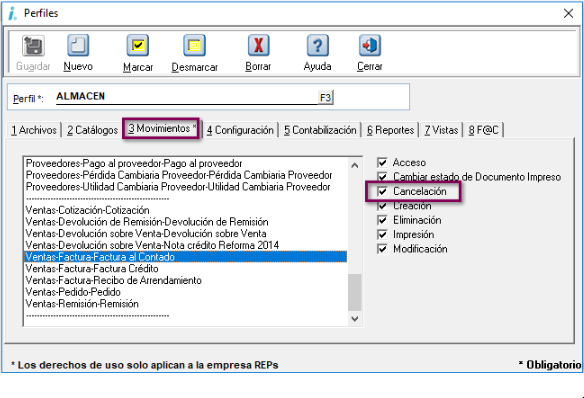 Perfiles
Guardar Nuevo Marcar Desmarcar Borrar Ayuda Cerrar
Perfil*: ALMACEN F3
1 Archivos 2 Catálogos 3 Movimientos * 4 Configuración 5 Contabilización 6 Reportes 7 Vistas 8 F@C
Proveedores-Pago al proveedor-Pago al proveedor
Proveedores-Pérdida Cambiaria Proveedor-Pérdida Cambiaria Proveedor
Proveedores-Utilidad Cambiaria Proveedor-Utilidad Cambiaria Proveedor
--------------------------------------------------
Ventas-Cotización-Cotización
Ventas-Devolución de Remisión-Devolución de Remisión
Ventas-Devolución sobre Venta-Devolución sobre Venta
Ventas-Devolución sobre Venta-Nota crédito Reforma 2014
Ventas-Factura-Factura al Contado
Ventas-Factura-Factura Crédito
Ventas-Factura-Recibo de Arrendamiento
Ventas-Pedido-Pedido
Ventas-Remisión-Remisión
--------------------------------------------------
Acceso
Cambiar estado de Documento Impreso
Cancelación
Creación
Eliminación
Impresión
Modificación
* Los derechos de uso solo aplican a la empresa REPs
* Obligatorio